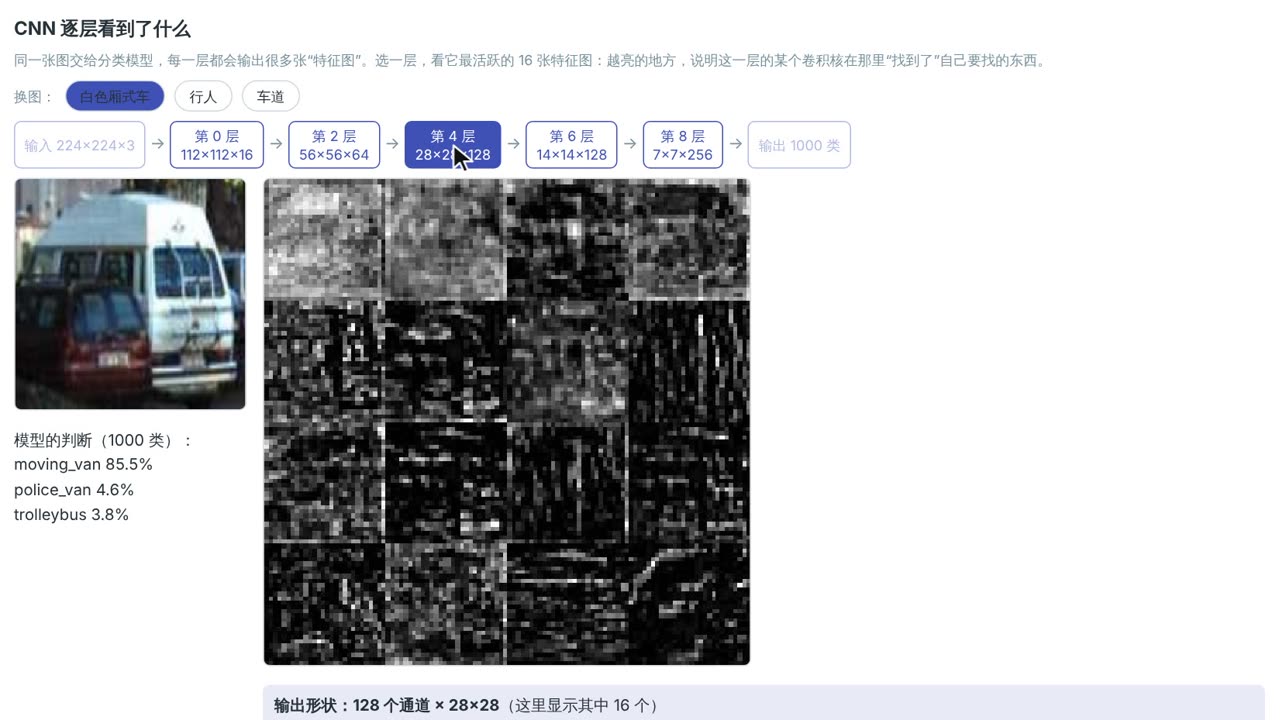 CNN 逐层看到了什么
同一张图交给分类模型，每一层都会输出很多张“特征图”。选一层，看它最活跃的 16 张特征图：越亮的地方，说明这一层的某个卷积核在那里“找到了”自己要找的东西。
换图： 白色厢式车 行人 车道
输入 224×224×3 → 第 0 层 112×112×16 → 第 2 层 56×56×64 → 第 4 层 28×28×128 → 第 6 层 14×14×128 → 第 8 层 7×7×256 → 输出 1000 类
模型的判断（1000 类）：
moving_van 85.5%
police_van 4.6%
trolleybus 3.8%
输出形状：128 个通道 × 28×28（这里显示其中 16 个）